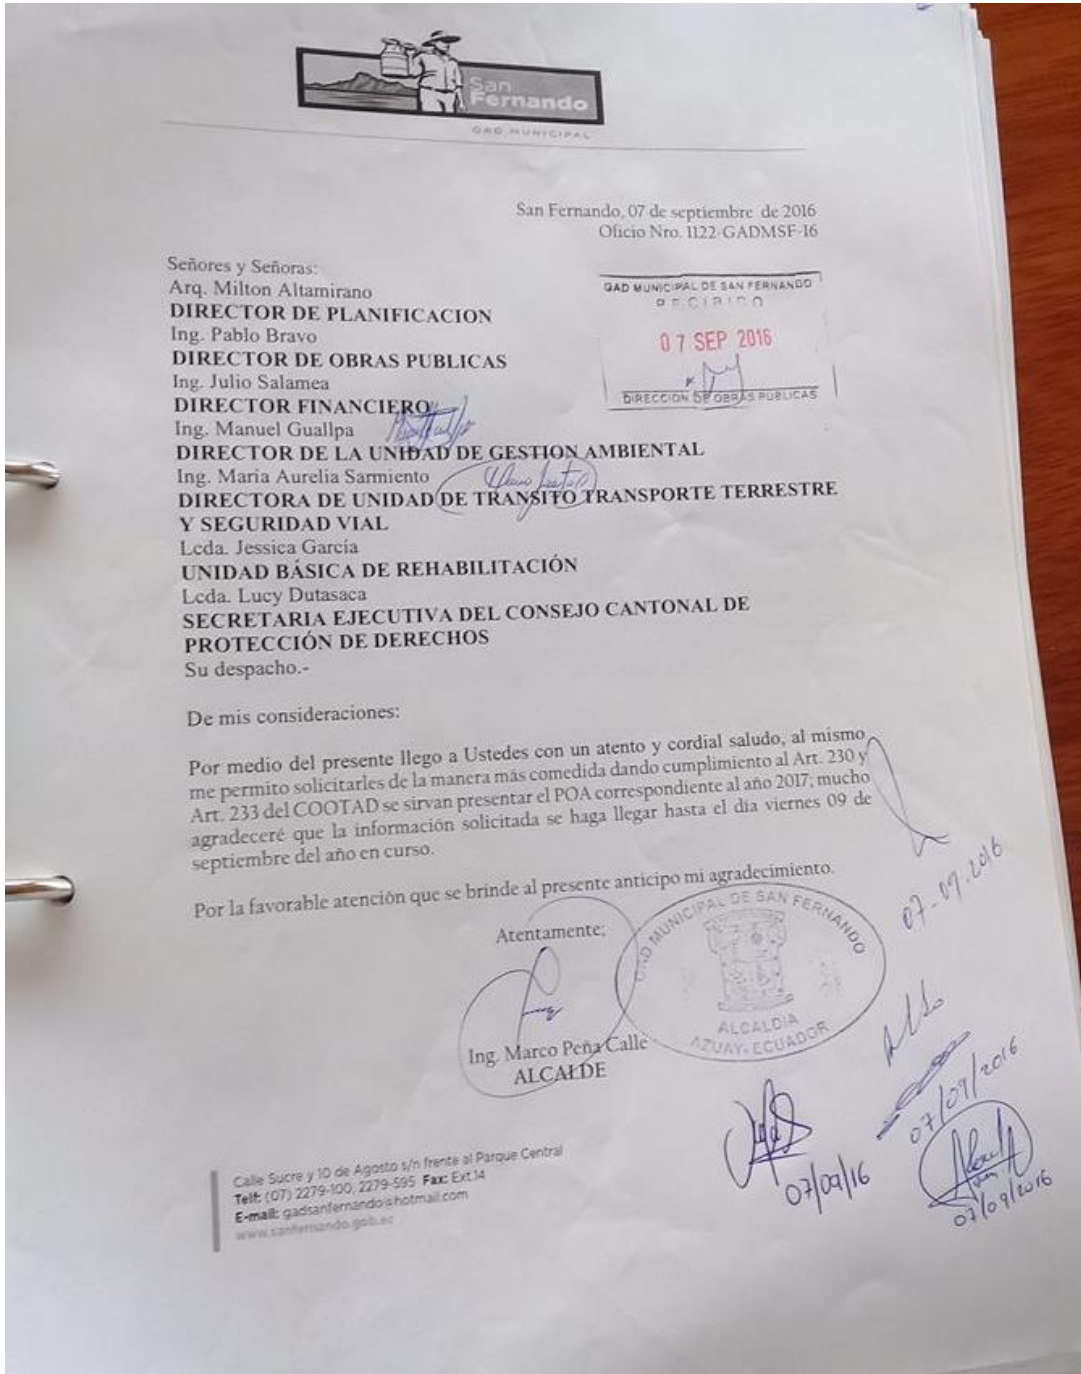 San
Fernando
GAD MUNICIPAL
San Fernando, 07 de septiembre de 2016
Oficio Nro. 1122-GADMSF-16
Señores y Señoras:
Arq. Milton Altamirano
DIRECTOR DE PLANIFICACION
Ing. Pablo Bravo
DIRECTOR DE OBRAS PUBLICAS
Ing. Julio Salamea
DIRECTOR FINANCIERO
Ing. Manuel Guallpa
DIRECTOR DE LA UNIDAD DE GESTION AMBIENTAL
Ing. María Aurelia Sarmiento
DIRECTORA DE UNIDAD DE TRANSITO TRANSPORTE TERRESTRE
Y SEGURIDAD VIAL
Lcda. Jessica García
UNIDAD BÁSICA DE REHABILITACIÓN
Lcda. Lucy Dutasaca
SECRETARIA EJECUTIVA DEL CONSEJO CANTONAL DE
PROTECCIÓN DE DERECHOS
Su despacho.-
GAD MUNICIPAL DE SAN FERNANDO
RECIBIDO
07 SEP 2016
DIRECCIÓN DE OBRAS PUBLICAS
De mis consideraciones:
Por medio del presente llego a Ustedes con un atento y cordial saludo, al mismo
me permito solicitarles de la manera más comedida dando cumplimiento al Art. 230 y
Art. 233 del COOTAD se sirvan presentar el POA correspondiente al año 2017; mucho
agradeceré que la información solicitada se haga llegar hasta el día viernes 09 de
septiembre del año en curso.
Por la favorable atención que se brinde al presente anticipo mi agradecimiento.
Atentamente;
Ing. Marco Peña Calle
ALCALDE
GAD MUNICIPAL DE SAN FERNANDO
ALCALDIA
AZUAY-ECUADOR
07-09-2016
07/09/2016
07/09/16
07/09/2016
Calle Sucre y 10 de Agosto s/n frente al Parque Central
Telf: (07) 2279-100, 2279-595 Fax: Ext.14
E-mail: gadsanfernando@hotmail.com
www.sanfernando.gob.ec